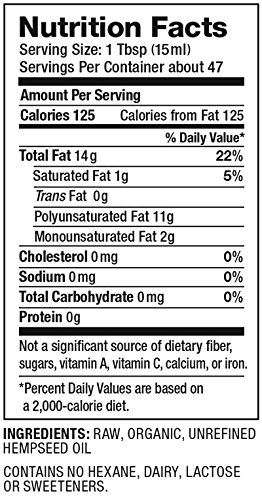 Nutrition Facts
Serving Size: 1 Tbsp (15ml)
Servings Per Container about 47
Amount Per Serving
Calories 125 Calories from Fat 125
% Daily Value*
Total Fat 14g 22%
Saturated Fat 1g 5%
Trans Fat 0g
Polyunsaturated Fat 11g
Monounsaturated Fat 2g
Cholesterol 0mg 0%
Sodium 0mg 0%
Total Carbohydrate 0mg 0%
Protein 0g
Not a significant source of dietary fiber,
sugars, vitamin A, vitamin C, calcium, or iron.
*Percent Daily Values are based on
a 2,000-calorie diet.
INGREDIENTS: RAW, ORGANIC, UNREFINED
HEMPSEED OIL
CONTAINS NO HEXANE, DAIRY, LACTOSE
OR SWEETENERS.